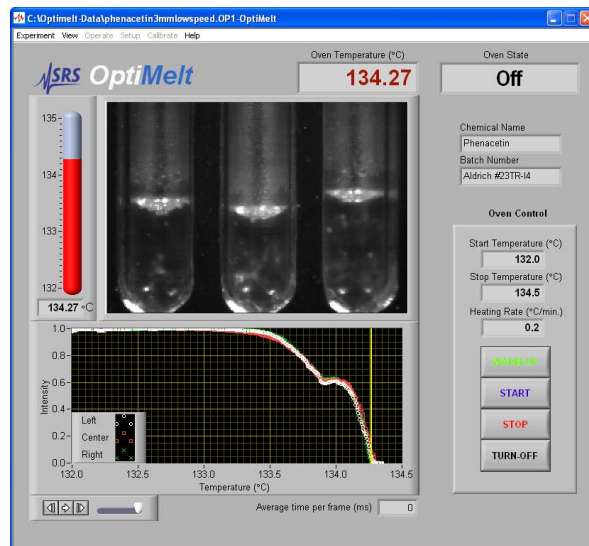 C:\Optimelt-Data\phenacetin3mmlowspeed.OP1-OptiMelt
Experiment View Operate Setup Calibrate Help
SRS OptiMelt
Oven Temperature (°C)
134.27
Oven State
Off
135-
134-
133-
132-
134.27 °C
Chemical Name
Phenacetin
Batch Number
Aldrich #23TR-I4
Oven Control
Start Temperature (°C)
132.0
Stop Temperature (°C)
134.5
Heating Rate (°C/min.)
0.2
START
STOP
TURN-OFF
Intensity
1.0-
0.8-
0.6-
0.4-
0.2-
0.0-
Left
Center
Right
132.0 132.5 133.0 133.5 134.0 134.5
Temperature (°C)
Average time per frame (ms) 0